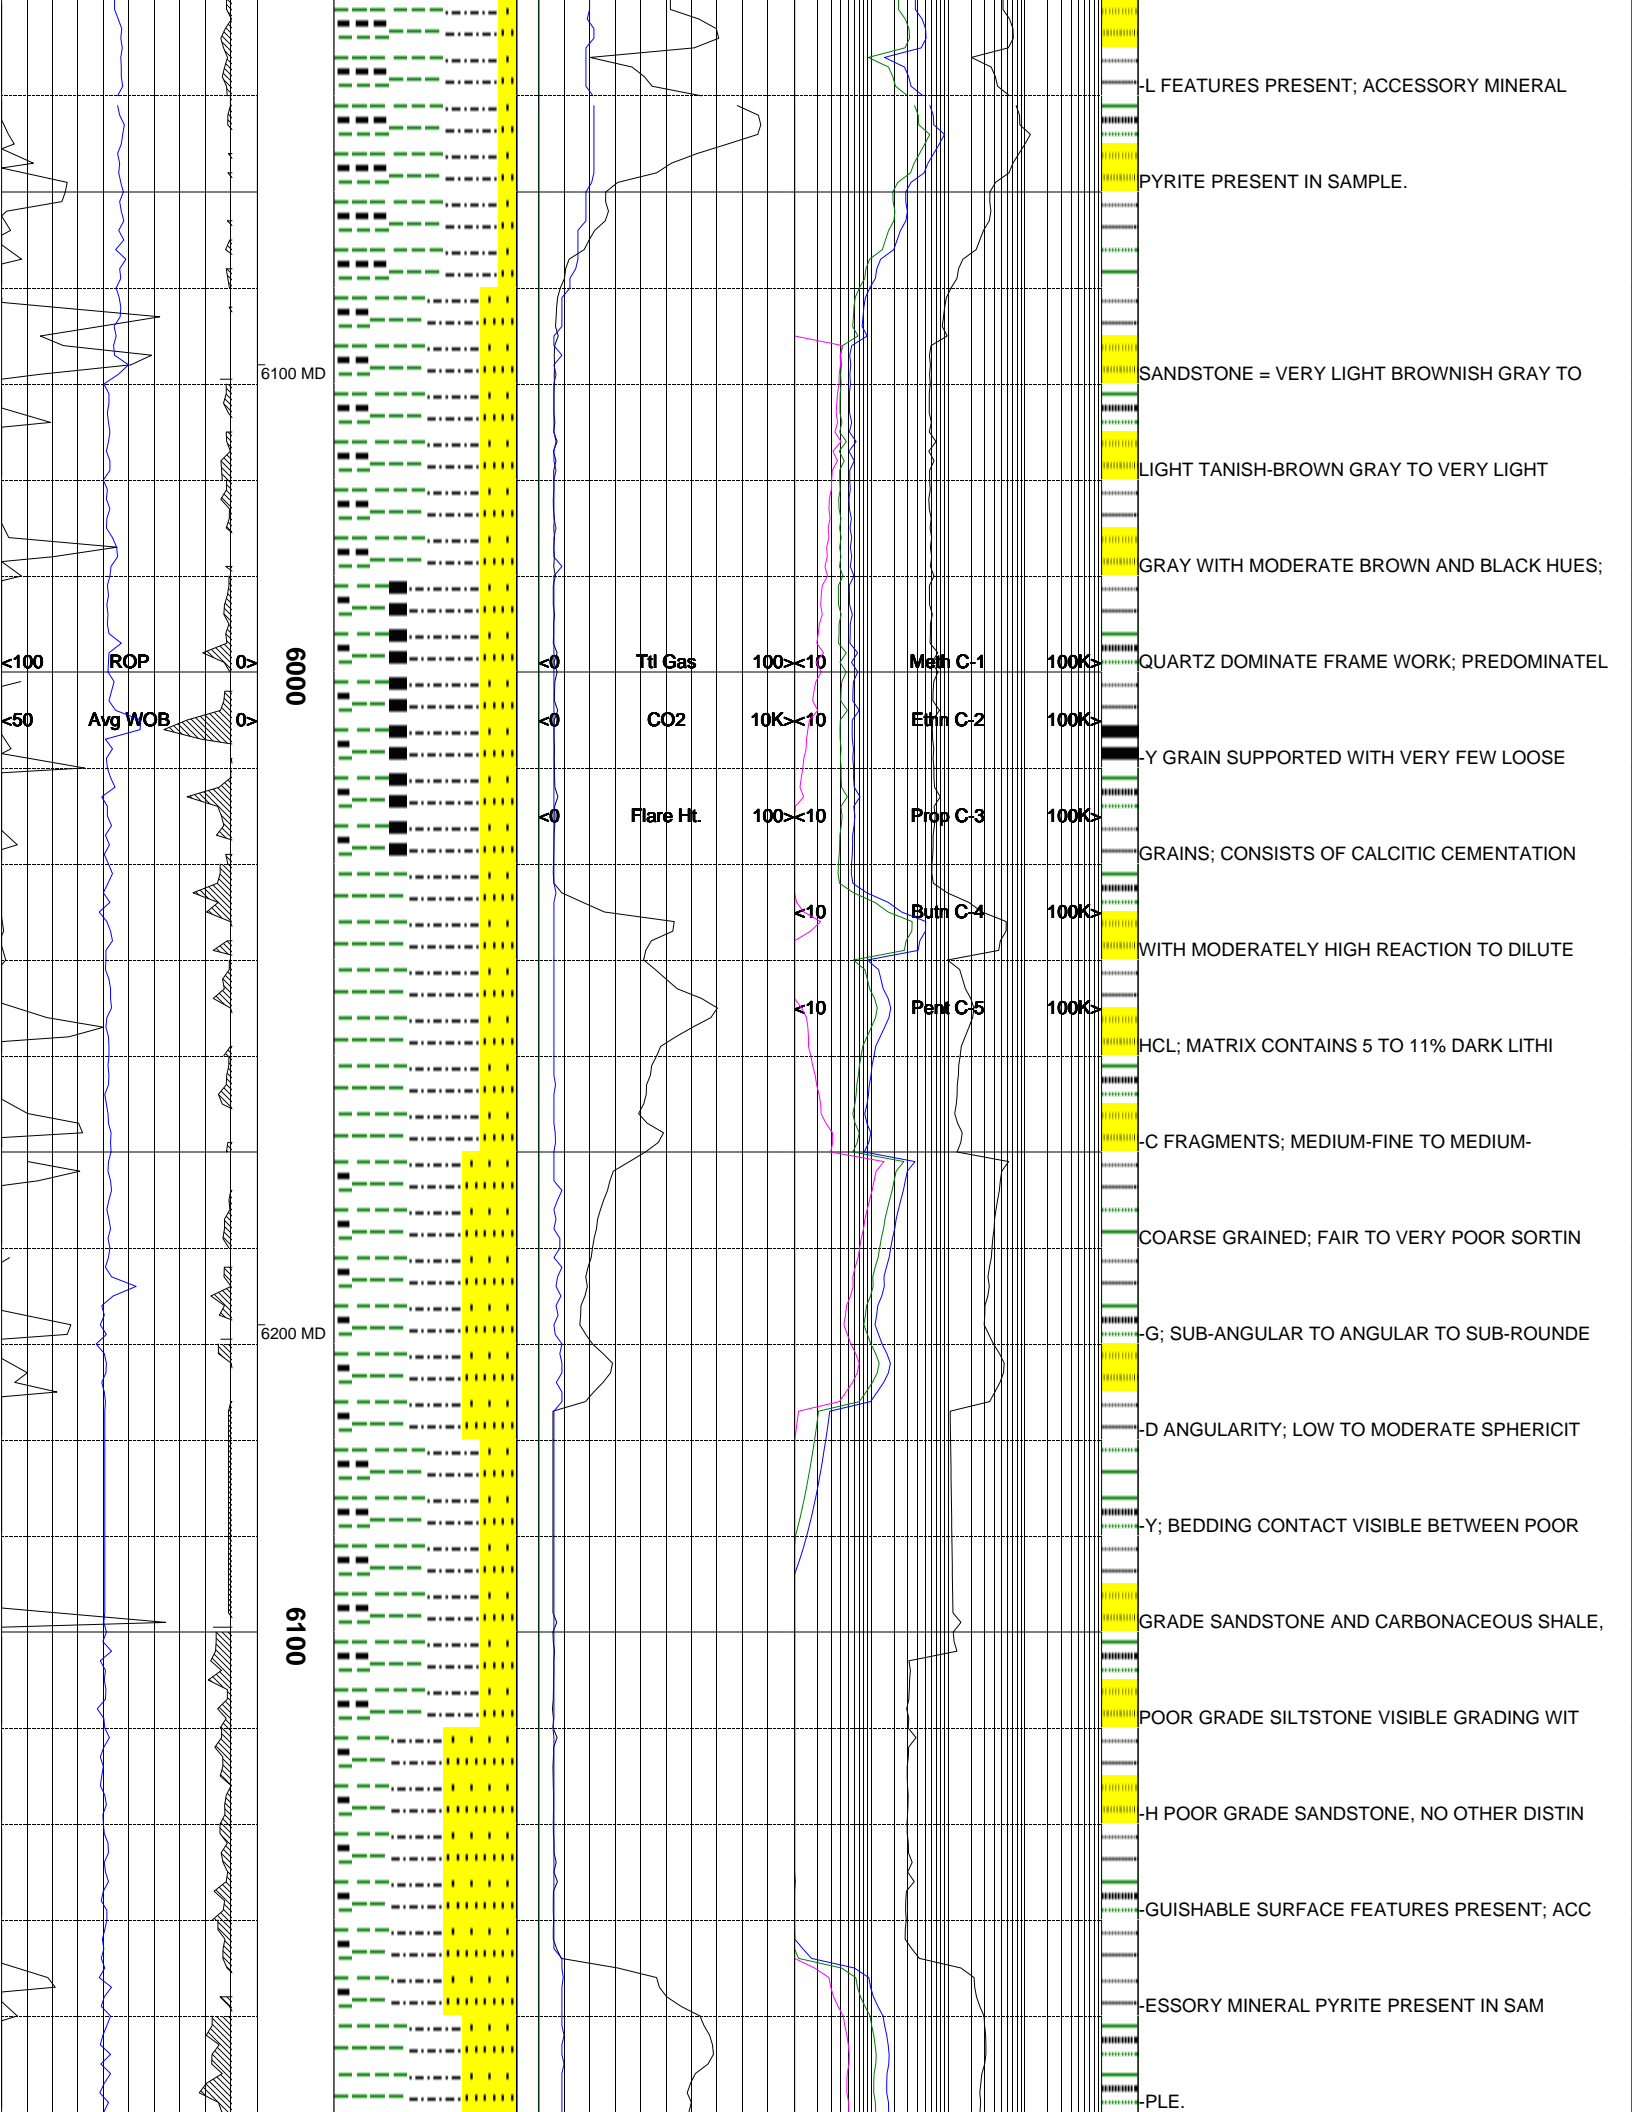 -L FEATURES PRESENT; ACCESSORY MINERAL
PYRITE PRESENT IN SAMPLE.
6100 MD
SANDSTONE = VERY LIGHT BROWNISH GRAY TO
LIGHT TANISH-BROWN GRAY TO VERY LIGHT
GRAY WITH MODERATE BROWN AND BLACK HUES;
<100 ROP 0> 6000 <0 Ttl Gas 100> <10 Meth C-1 100K> QUARTZ DOMINATE FRAME WORK; PREDOMINATEL
<50 Avg WOB 0> <0 CO2 10K> <10 Ethn C-2 100K>
-Y GRAIN SUPPORTED WITH VERY FEW LOOSE
<0 Flare Ht. 100> <10 Prop C-3 100K>
GRAINS; CONSISTS OF CALCITIC CEMENTATION
<10 Butn C-4 100K>
WITH MODERATELY HIGH REACTION TO DILUTE
<10 Pent C-5 100K>
HCL; MATRIX CONTAINS 5 TO 11% DARK LITHI
-C FRAGMENTS; MEDIUM-FINE TO MEDIUM-
COARSE GRAINED; FAIR TO VERY POOR SORTIN
6200 MD -G; SUB-ANGULAR TO ANGULAR TO SUB-ROUNDE
-D ANGULARITY; LOW TO MODERATE SPHERICIT
-Y; BEDDING CONTACT VISIBLE BETWEEN POOR
6100 GRADE SANDSTONE AND CARBONACEOUS SHALE,
POOR GRADE SILTSTONE VISIBLE GRADING WIT
-H POOR GRADE SANDSTONE, NO OTHER DISTIN
-GUISHABLE SURFACE FEATURES PRESENT; ACC
-ESSORY MINERAL PYRITE PRESENT IN SAM
-PLE.